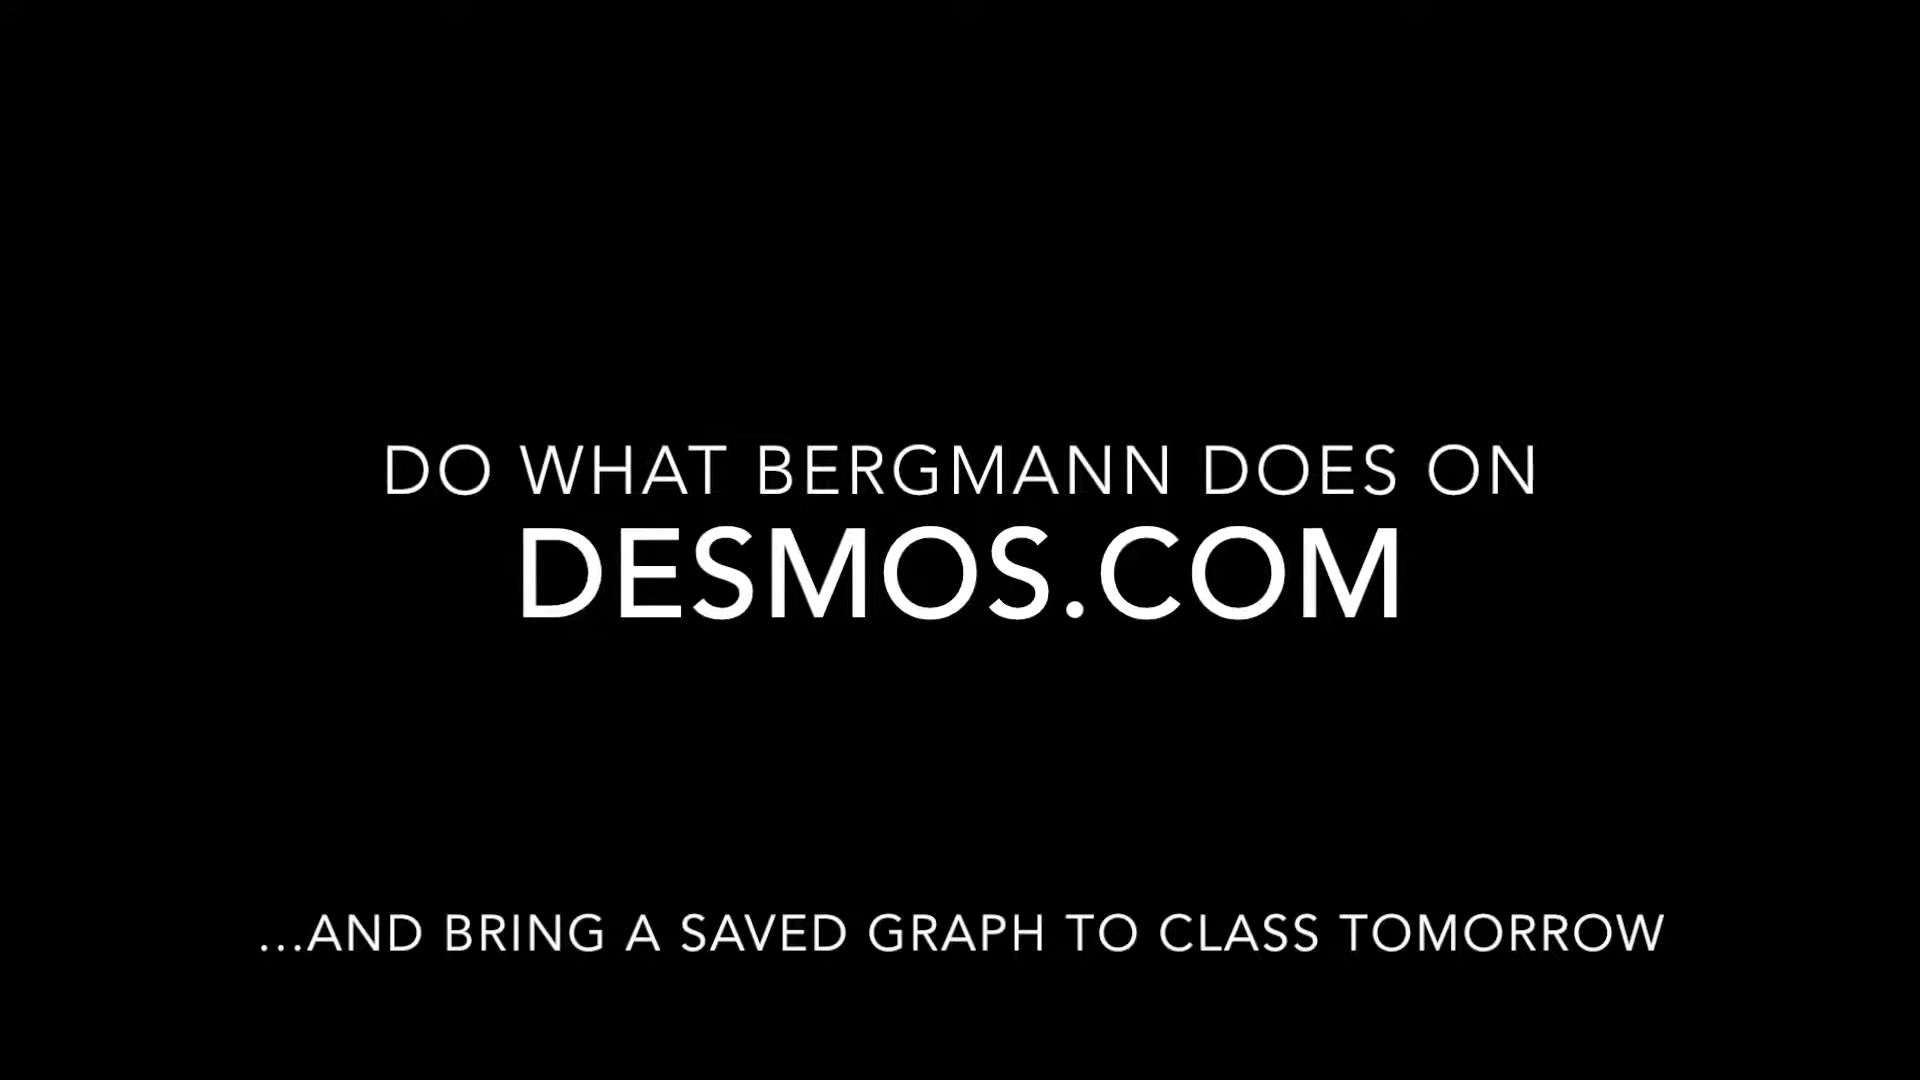 DO WHAT BERGMANN DOES ON
DESMOS.COM
...AND BRING A SAVED GRAPH TO CLASS TOMORROW